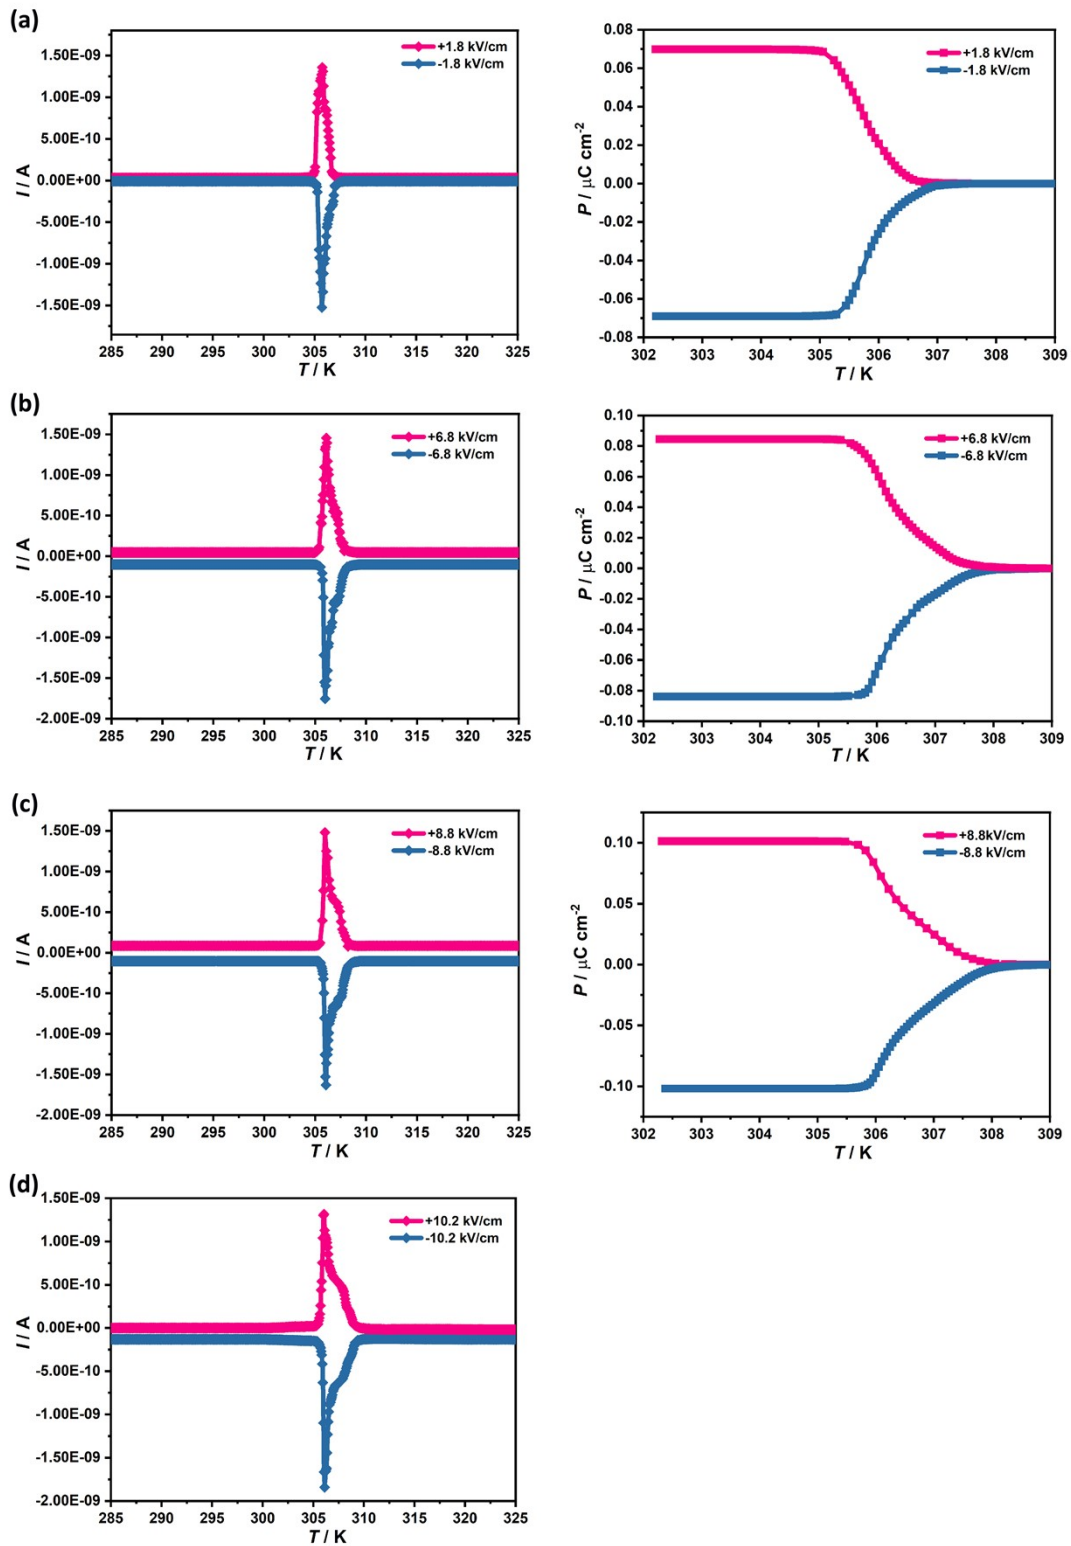 (a)
1.50E-09
1.00E-09
5.00E-10
0.00E+00
-5.00E-10
-1.00E-09
-1.50E-09
I / A
+1.8 kV/cm
-1.8 kV/cm
285 290 295 300 305 310 315 320 325
T / K
0.08
0.06
0.04
0.02
0.00
-0.02
-0.04
-0.06
-0.08
P / μC cm-2
+1.8 kV/cm
-1.8 kV/cm
302 303 304 305 306 307 308 309
T / K
(b)
1.50E-09
1.00E-09
5.00E-10
0.00E+00
-5.00E-10
-1.00E-09
-1.50E-09
-2.00E-09
I / A
+6.8 kV/cm
-6.8 kV/cm
285 290 295 300 305 310 315 320 325
T / K
0.10
0.08
0.06
0.04
0.02
0.00
-0.02
-0.04
-0.06
-0.08
-0.10
P / μC cm-2
+6.8 kV/cm
-6.8 kV/cm
302 303 304 305 306 307 308 309
T / K
(c)
1.50E-09
1.00E-09
5.00E-10
0.00E+00
-5.00E-10
-1.00E-09
-1.50E-09
-2.00E-09
I / A
+8.8 kV/cm
-8.8 kV/cm
285 290 295 300 305 310 315 320 325
T / K
0.10
0.05
0.00
-0.05
-0.10
P / μC cm-2
+8.8kV/cm
-8.8 kV/cm
302 303 304 305 306 307 308 309
T / K
(d)
1.50E-09
1.00E-09
5.00E-10
0.00E+00
-5.00E-10
-1.00E-09
-1.50E-09
-2.00E-09
I / A
+10.2 kV/cm
-10.2 kV/cm
285 290 295 300 305 310 315 320 325
T / K